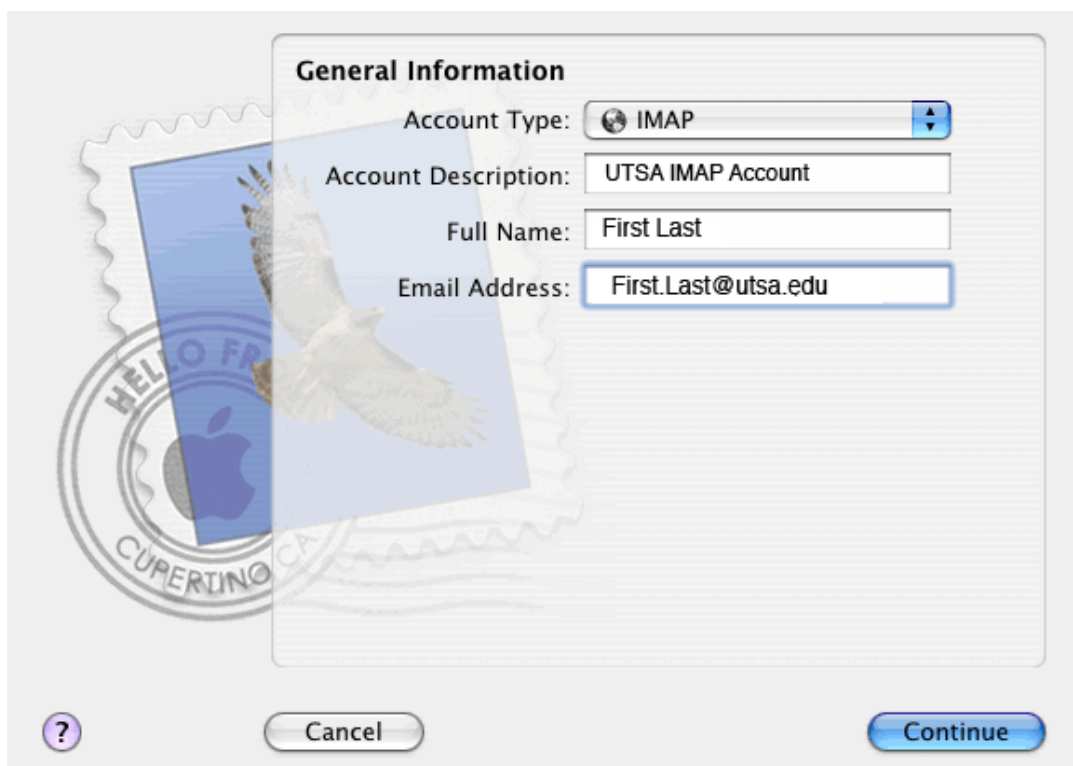 General Information
Account Type: IMAP
Account Description: UTSA IMAP Account
Full Name: First Last
Email Address: First.Last@utsa.edu
HELLO FR
CUPERTINO CA
? Cancel Continue